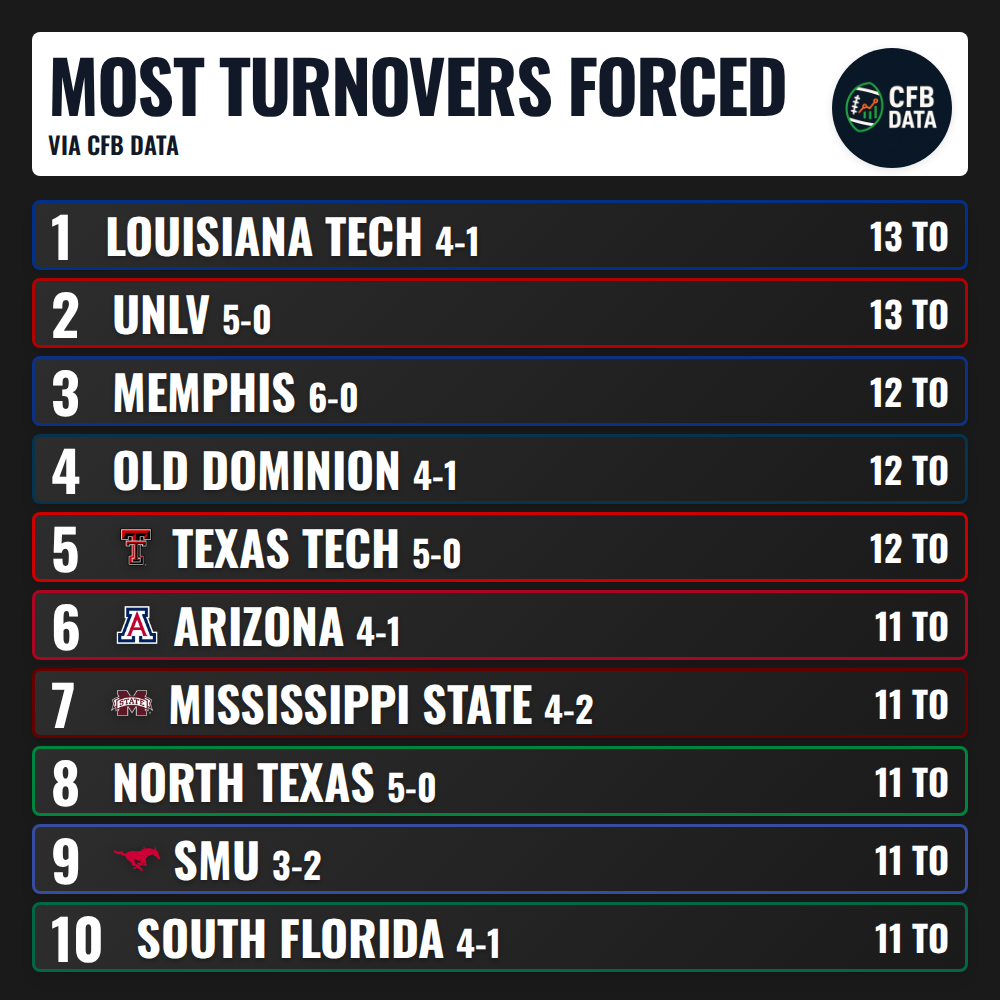 MOST TURNOVERS FORCED
VIA CFB DATA
CFB
DATA
1 LOUISIANA TECH 4-1 13 TO
2 UNLV 5-0 13 TO
3 MEMPHIS 6-0 12 TO
4 OLD DOMINION 4-1 12 TO
5 T TEXAS TECH 5-0 12 TO
6 A ARIZONA 4-1 11 TO
7 M STATE MISSISSIPPI STATE 4-2 11 TO
8 NORTH TEXAS 5-0 11 TO
9 SMU 3-2 11 TO
10 SOUTH FLORIDA 4-1 11 TO